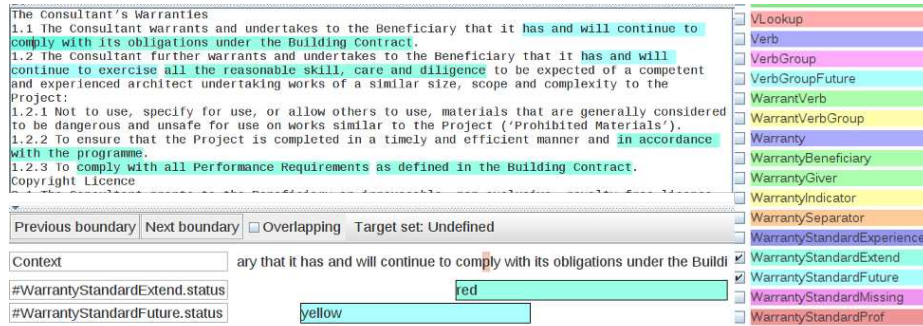 The Consultant's Warranties
1.1 The Consultant warrants and undertakes to the Beneficiary that it has and will continue to
comply with its obligations under the Building Contract.
1.2 The Consultant further warrants and undertakes to the Beneficiary that it has and will
continue to exercise all the reasonable skill, care and diligence to be expected of a competent
and experienced architect undertaking works of a similar size, scope and complexity to the
Project:
1.2.1 Not to use, specify for use, or allow others to use, materials that are generally considered
to be dangerous and unsafe for use on works similar to the Project ('Prohibited Materials').
1.2.2 To ensure that the Project is completed in a timely and efficient manner and in accordance
with the programme.
1.2.3 To comply with all Performance Requirements as defined in the Building Contract.
Copyright Licence
Previous boundary Next boundary Overlapping Target set: Undefined
Context ary that it has and will continue to comply with its obligations under the Buildi
#WarrantyStandardExtend.status red
#WarrantyStandardFuture.status yellow
VLookup
Verb
VerbGroup
VerbGroupFuture
WarrantVerb
WarrantVerbGroup
Warranty
WarrantyBeneficiary
WarrantyGiver
WarrantyIndicator
WarrantySeparator
WarrantyStandardExperience
WarrantyStandardExtend
WarrantyStandardFuture
WarrantyStandardMissing
WarrantyStandardProf